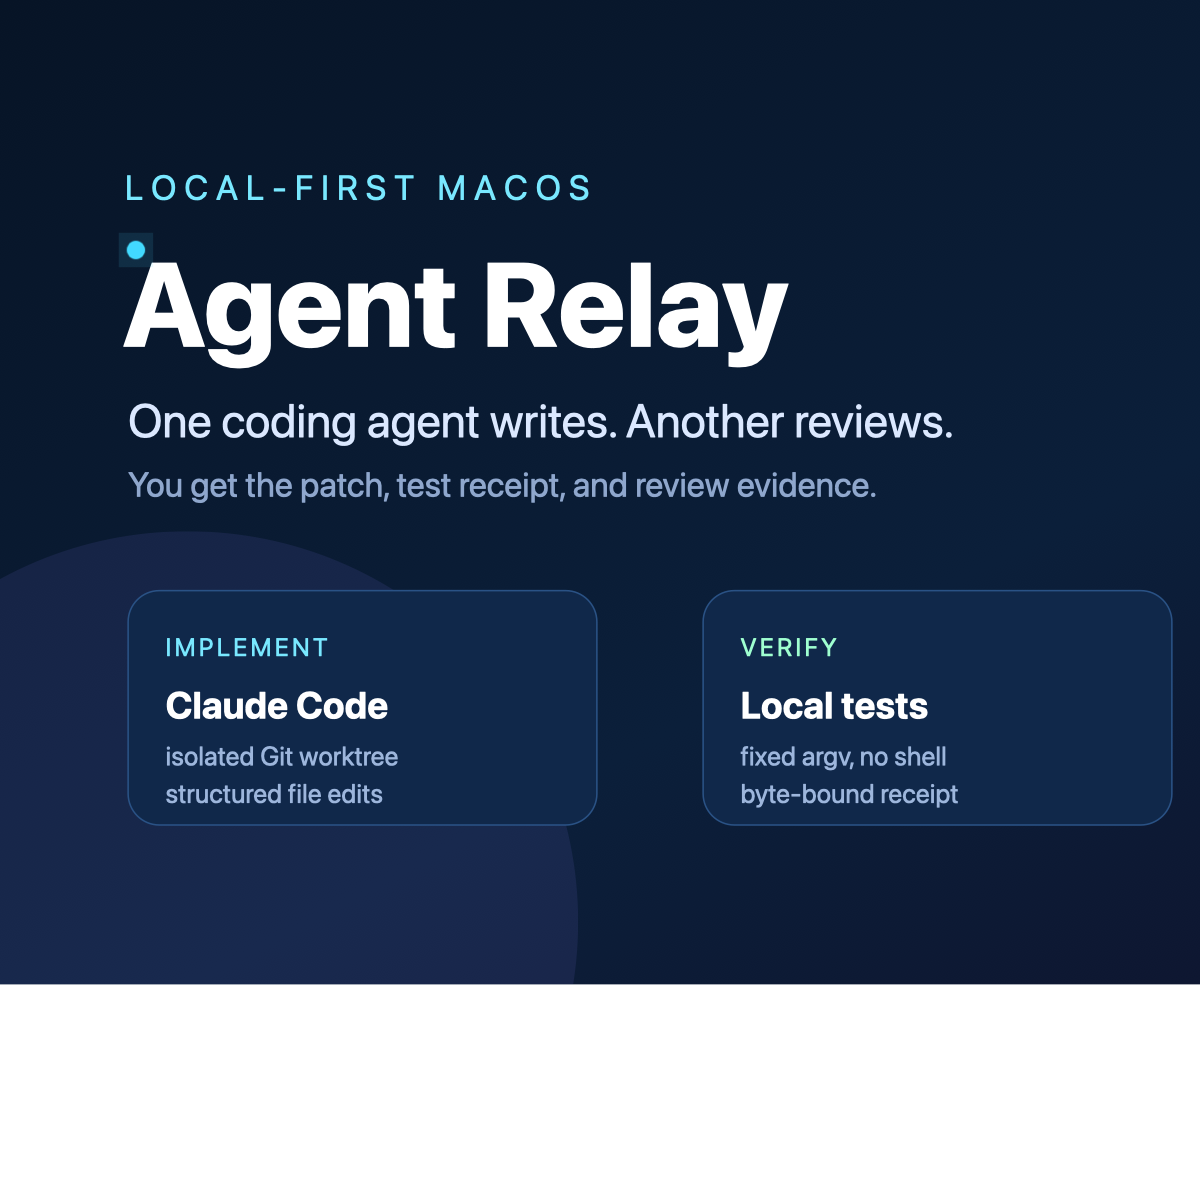 LOCAL-FIRST MACOS
Agent Relay
One coding agent writes. Another reviews.
You get the patch, test receipt, and review evidence.
IMPLEMENT
Claude Code
isolated Git worktree
structured file edits
VERIFY
Local tests
fixed argv, no shell
byte-bound receipt